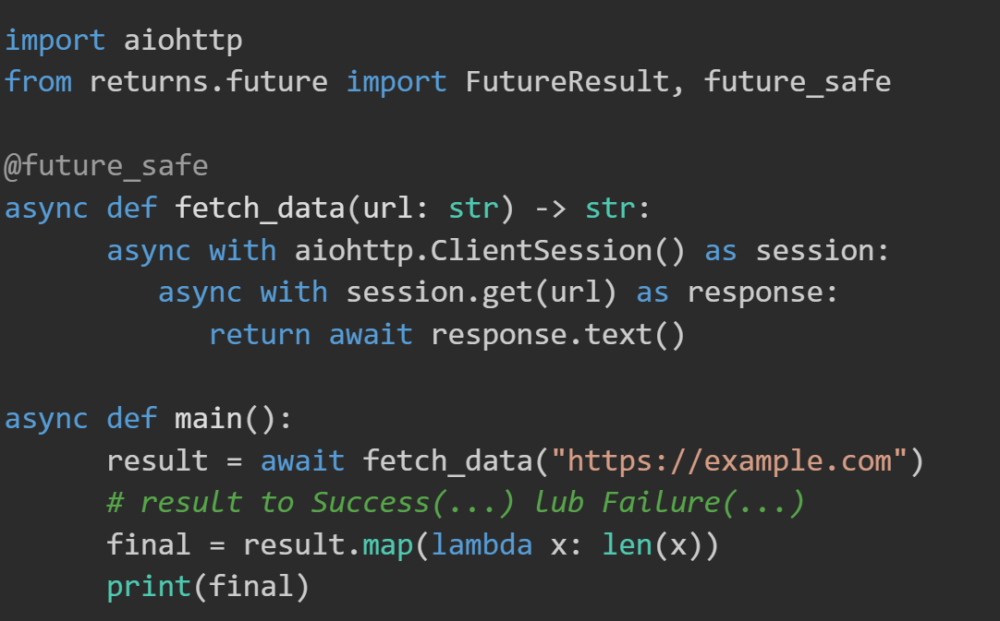 import aiohttp
from returns.future import FutureResult, future_safe
@future_safe
async def fetch_data(url: str) -> str:
      async with aiohttp.ClientSession() as session:
         async with session.get(url) as response:
            return await response.text()
async def main():
      result = await fetch_data("https://example.com")
      # result to Success(...) lub Failure(...)
      final = result.map(lambda x: len(x))
      print(final)